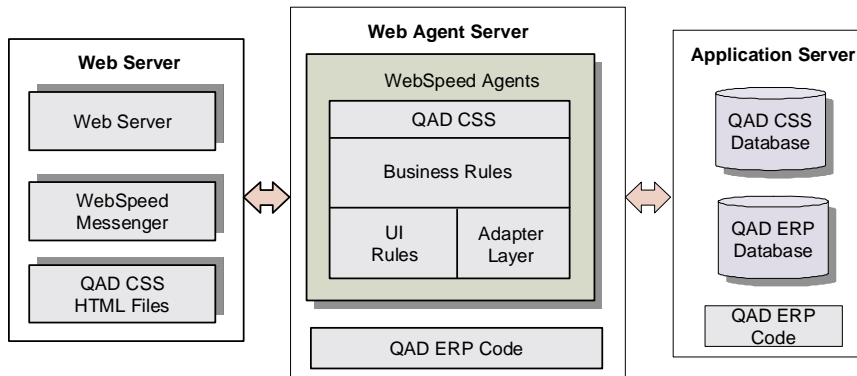 Web Server
Web Server
WebSpeed
Messenger
QAD CSS
HTML Files
Web Agent Server
WebSpeed Agents
QAD CSS
Business Rules
UI
Rules
Adapter
Layer
QAD ERP Code
Application Server
QAD CSS
Database
QAD ERP
Database
QAD ERP
Code